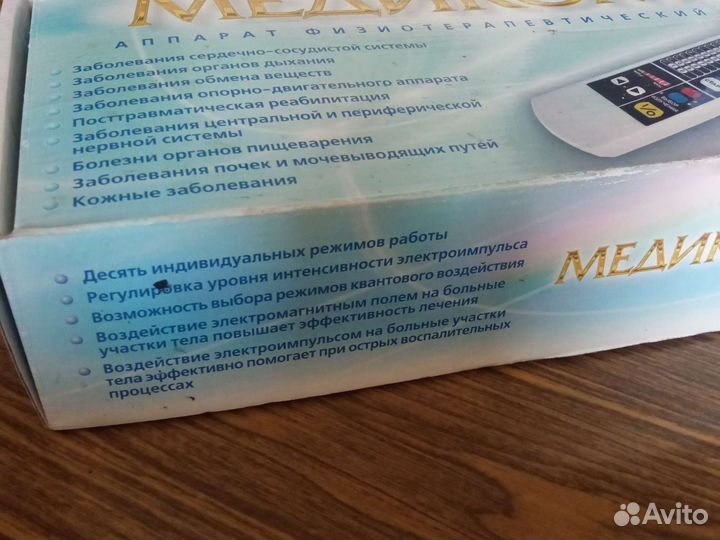 АППАРАТ ФИЗИОТЕРАПЕВТИЧЕСКИЙ
Заболевания сердечно-сосудистой системы
Заболевания органов дыхания
Заболевания обмена веществ
Заболевания опорно-двигательного аппарата
Посттравматическая реабилитация
Заболевания центральной и периферической
нервной системы
Болезни органов пищеварения
Заболевания почек и мочевыводящих путей
Кожные заболевания
Десять индивидуальных режимов работы
Регулировка уровня интенсивности электроимпульса
Возможность выбора режимов квантового воздействия
Воздействие электромагнитным полем на больные
участки тела повышает эффективность лечения
Воздействие электроимпульсом на больные участки
тела эффективно помогает при острых воспалительных
процессах
Avito